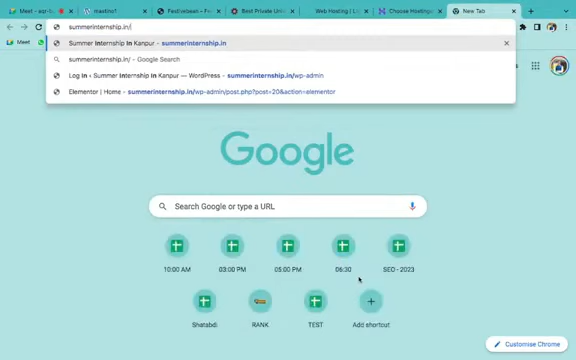 Meet - 
mastinc1
Festivebean – F
Best Private Uni
Web Hosting | L
Choose Hosting
New Tab
summerinternship.in/
Meet
Summer Internship In Kanpur - summerinternship.in
summerinternship.in/ - Google Search
Log In ‹ Summer Internship In Kanpur — WordPress - summerinternship.in/wp-admin
Elementor | Home - summerinternship.in/wp-admin/post.php?post=20&action=elementor
Google
Search Google or type a URL
10:00 AM
03:00 PM
05:00 PM
06:30
SEO - 2023
Shatabdi
RANK
TEST
Add shortcut
Customise Chrome